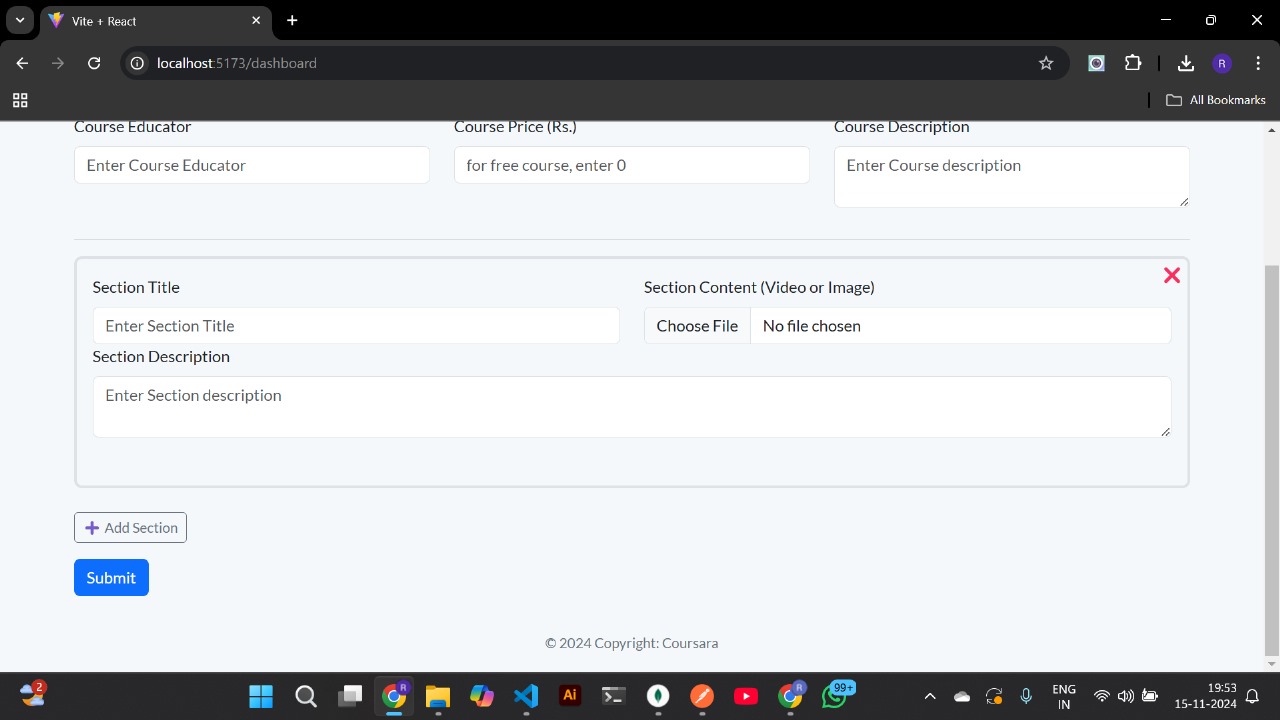 Vite + React
localhost:5173/dashboard
R
All Bookmarks
Course Educator
Course Price (Rs.)
Course Description
Enter Course Educator
for free course, enter 0
Enter Course description
Section Title
Section Content (Video or Image)
Enter Section Title
Choose File
No file chosen
Section Description
Enter Section description
Add Section
Submit
© 2024 Copyright: Coursara
2
R
Ai
R
99+
ENG
IN
19:53
15-11-2024